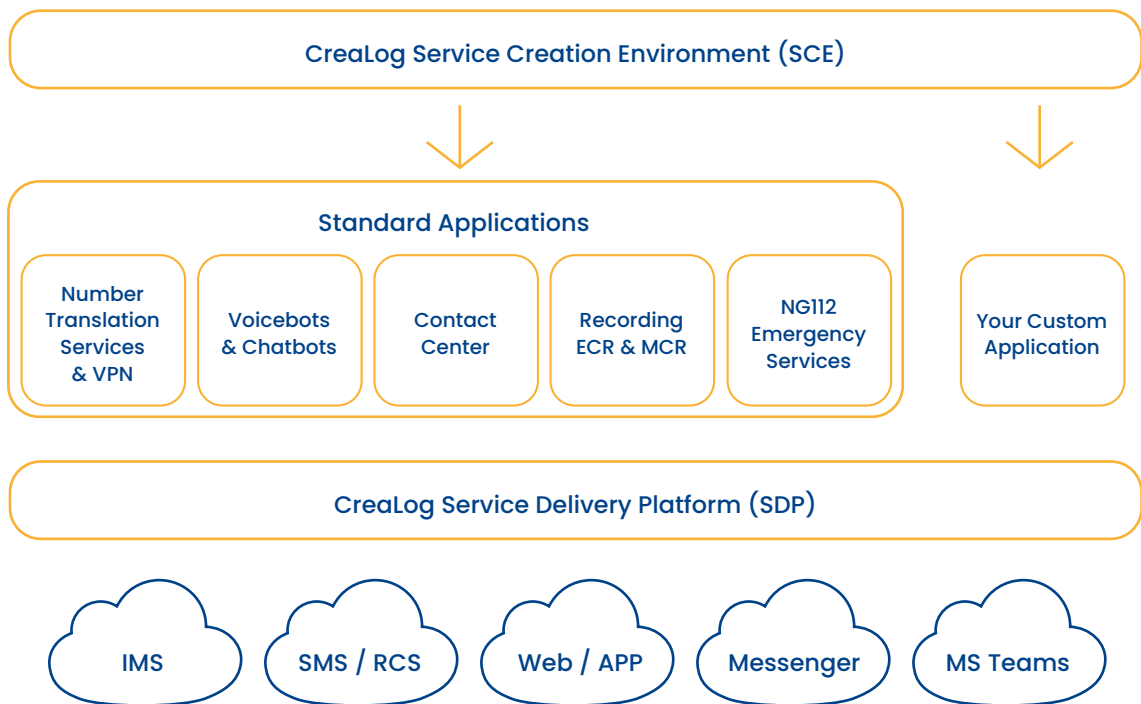 CreaLog Service Creation Environment (SCE)
Standard Applications
Number
Translation
Services
& VPN
Voicebots
& Chatbots
Contact
Center
Recording
ECR & MCR
NG112
Emergency
Services
Your Custom
Application
CreaLog Service Delivery Platform (SDP)
IMS
SMS / RCS
Web / APP
Messenger
MS Teams